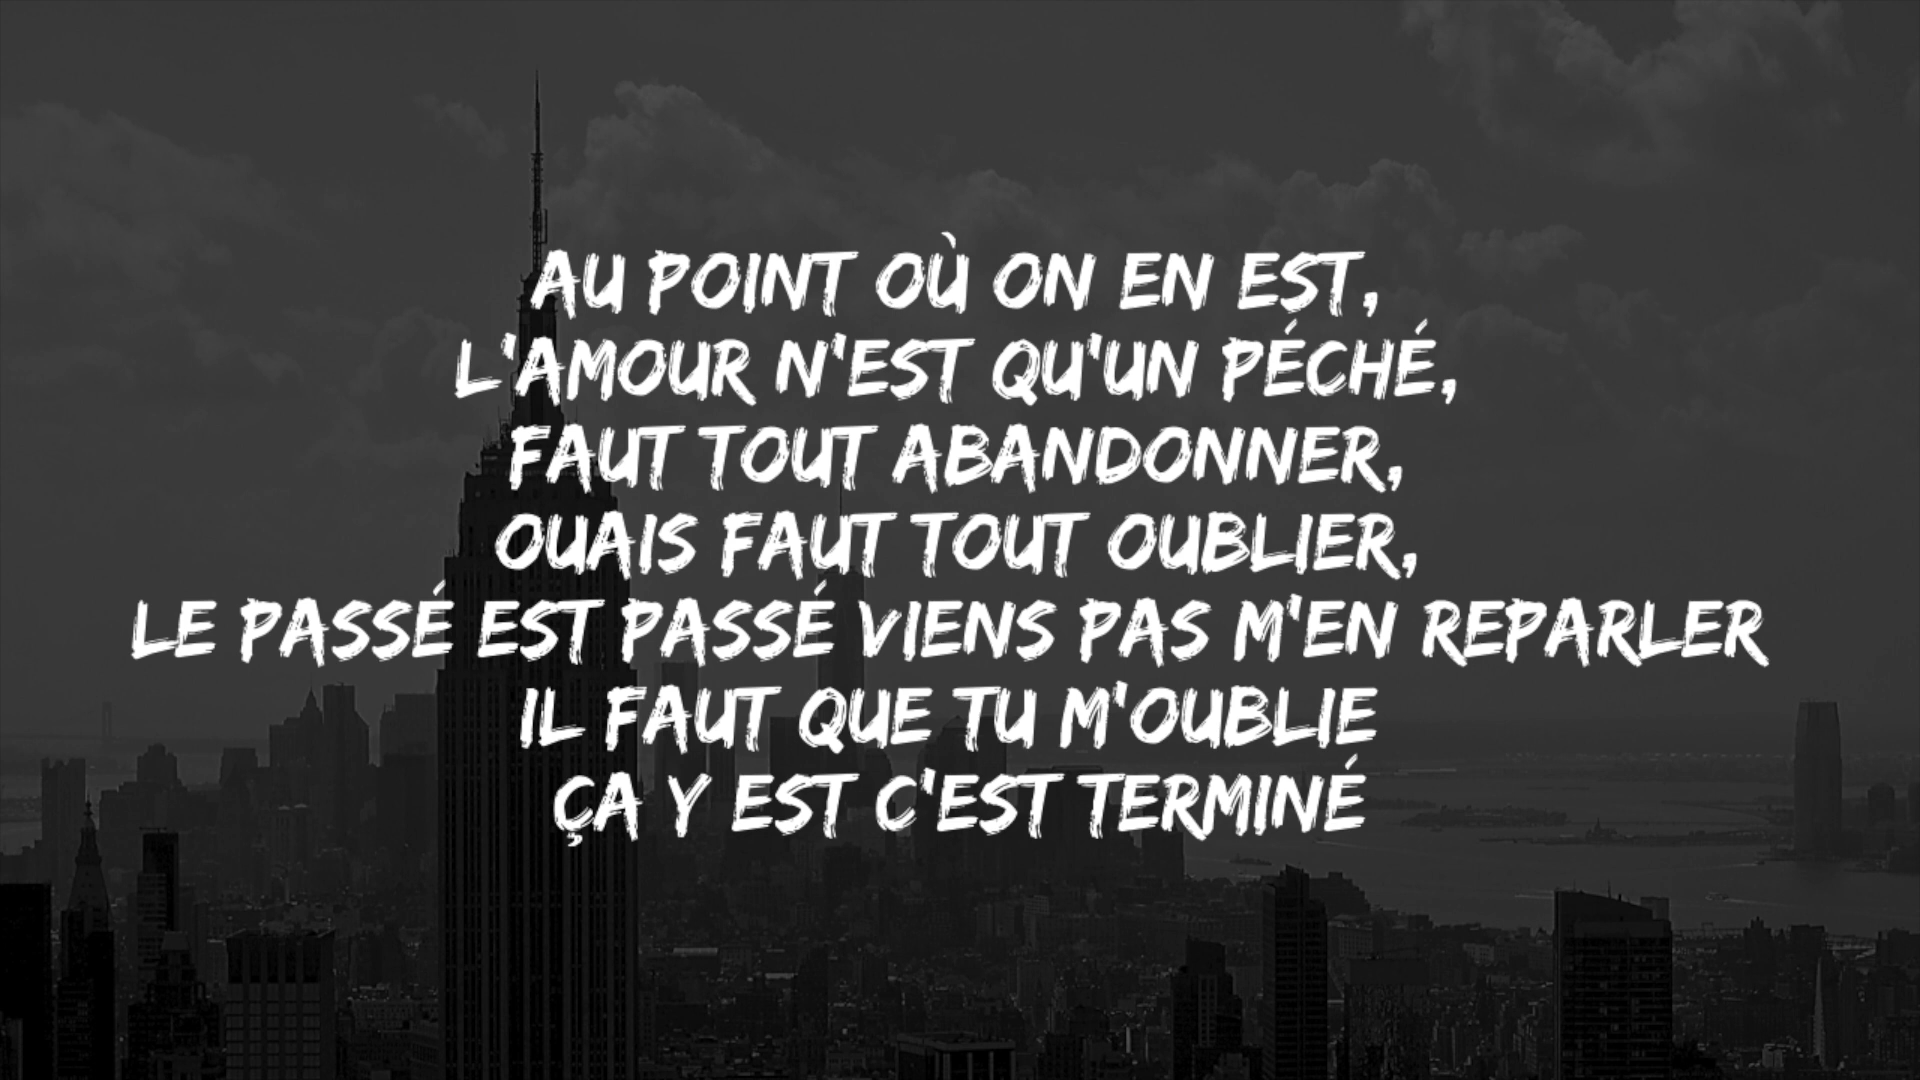 AU POINT OÙ ON EN EST,
L'AMOUR N'EST QU'UN PÉCHÉ,
FAUT TOUT ABANDONNER,
OUAIS FAUT TOUT OUBLIER,
LE PASSÉ EST PASSÉ VIENS PAS M'EN REPARLER
IL FAUT QUE TU M'OUBLIE
ÇA Y EST C'EST TERMINÉ